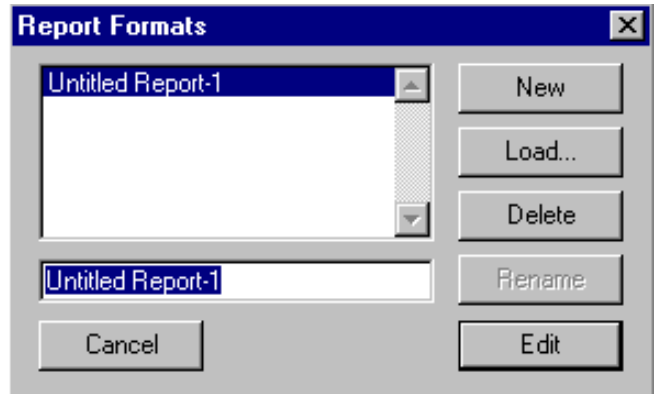 Report Formats
Untitled Report-1
New
Load...
Delete
Untitled Report-1
Rename
Cancel
Edit